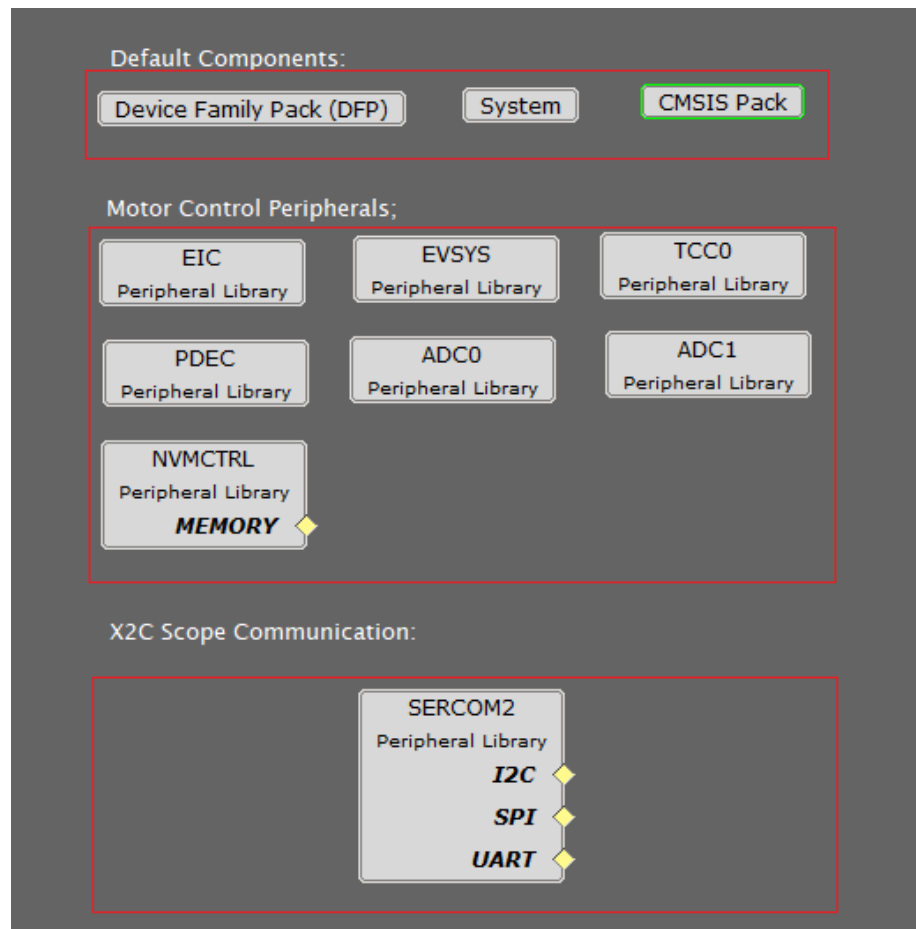 Default Components:
Device Family Pack (DFP)
System
CMSIS Pack
Motor Control Peripherals;
EIC
Peripheral Library
EVSYS
Peripheral Library
TCC0
Peripheral Library
PDEC
Peripheral Library
ADC0
Peripheral Library
ADC1
Peripheral Library
NVMCTRL
Peripheral Library
MEMORY
X2C Scope Communication:
SERCOM2
Peripheral Library
I2C
SPI
UART